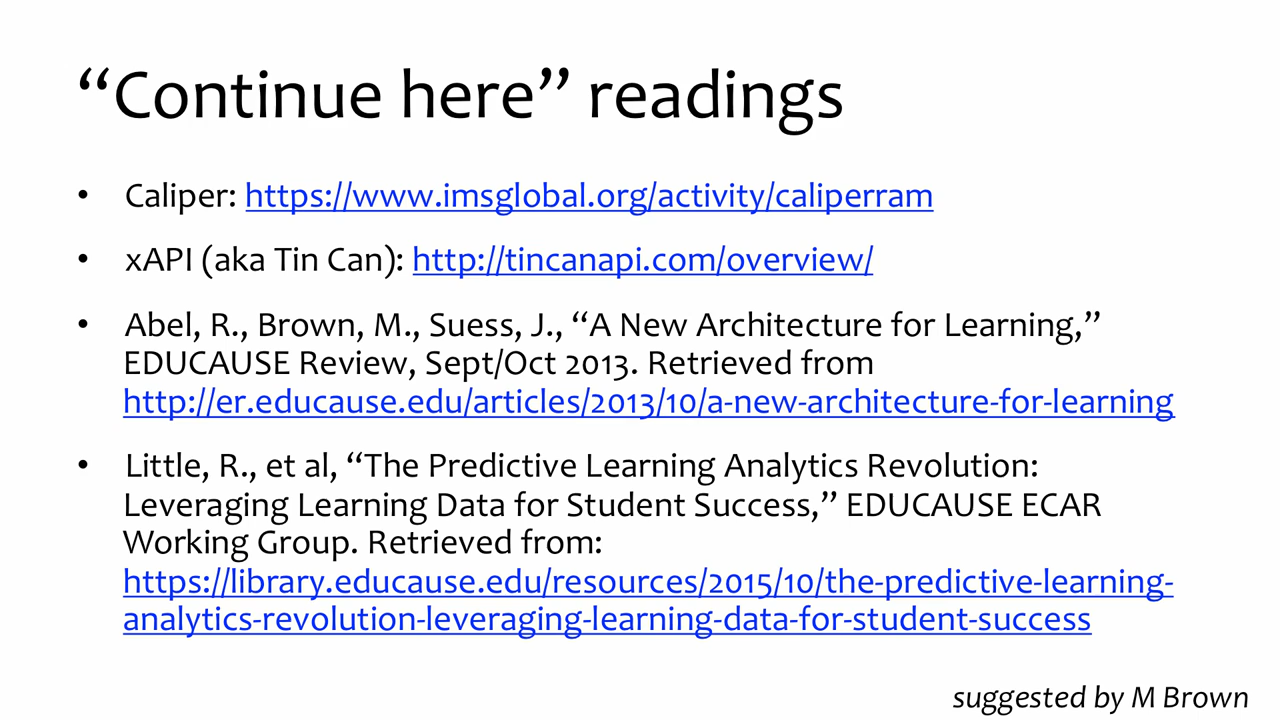 “Continue here” readings
• Caliper: https://www.imsglobal.org/activity/caliperram
• xAPI (aka Tin Can): http://tincanapi.com/overview/
• Abel, R., Brown, M., Suess, J., “A New Architecture for Learning,”
EDUCAUSE Review, Sept/Oct 2013. Retrieved from
http://er.educause.edu/articles/2013/10/a-new-architecture-for-learning
• Little, R., et al, “The Predictive Learning Analytics Revolution:
Leveraging Learning Data for Student Success,” EDUCAUSE ECAR
Working Group. Retrieved from:
https://library.educause.edu/resources/2015/10/the-predictive-learning-
analytics-revolution-leveraging-learning-data-for-student-success
suggested by M Brown